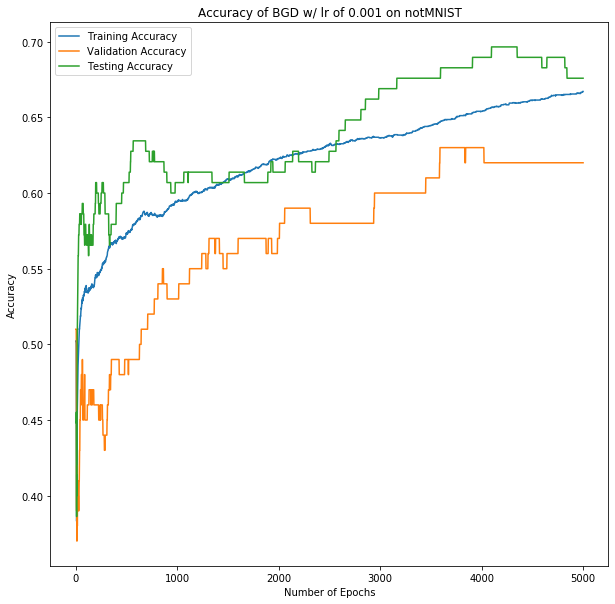 Accuracy of BGD w/ lr of 0.001 on notMNIST
Training Accuracy
Validation Accuracy
Testing Accuracy
Accuracy
0.70
0.65
0.60
0.55
0.50
0.45
0.40
0
1000
2000
3000
4000
5000
Number of Epochs